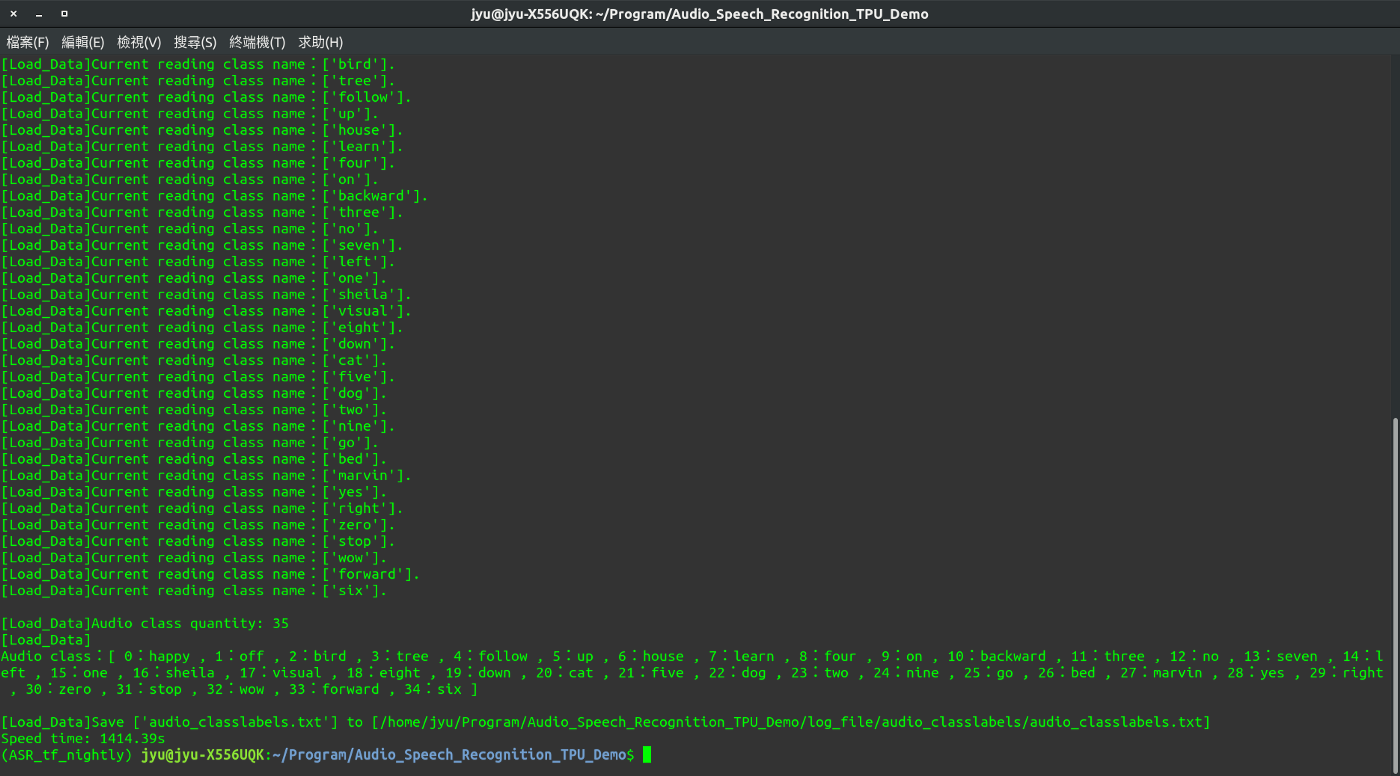 jyu@jyu-X556UQK: ~/Program/Audio_Speech_Recognition_TPU_Demo
檔案(F) 編輯(E) 檢視(V) 搜尋(S) 終端機(T) 求助(H)
[Load_Data]Current reading class name：['bird'].
[Load_Data]Current reading class name：['tree'].
[Load_Data]Current reading class name：['follow'].
[Load_Data]Current reading class name：['up'].
[Load_Data]Current reading class name：['house'].
[Load_Data]Current reading class name：['learn'].
[Load_Data]Current reading class name：['four'].
[Load_Data]Current reading class name：['on'].
[Load_Data]Current reading class name：['backward'].
[Load_Data]Current reading class name：['three'].
[Load_Data]Current reading class name：['no'].
[Load_Data]Current reading class name：['seven'].
[Load_Data]Current reading class name：['left'].
[Load_Data]Current reading class name：['one'].
[Load_Data]Current reading class name：['sheila'].
[Load_Data]Current reading class name：['visual'].
[Load_Data]Current reading class name：['eight'].
[Load_Data]Current reading class name：['down'].
[Load_Data]Current reading class name：['cat'].
[Load_Data]Current reading class name：['five'].
[Load_Data]Current reading class name：['dog'].
[Load_Data]Current reading class name：['two'].
[Load_Data]Current reading class name：['nine'].
[Load_Data]Current reading class name：['go'].
[Load_Data]Current reading class name：['bed'].
[Load_Data]Current reading class name：['marvin'].
[Load_Data]Current reading class name：['yes'].
[Load_Data]Current reading class name：['right'].
[Load_Data]Current reading class name：['zero'].
[Load_Data]Current reading class name：['stop'].
[Load_Data]Current reading class name：['wow'].
[Load_Data]Current reading class name：['forward'].
[Load_Data]Current reading class name：['six'].
[Load_Data]Audio class quantity: 35
[Load_Data]
Audio class：[ 0：happy , 1：off , 2：bird , 3：tree , 4：follow , 5：up , 6：house , 7：learn , 8：four , 9：on , 10：backward , 11：three , 12：no , 13：seven , 14：l
eft , 15：one , 16：sheila , 17：visual , 18：eight , 19：down , 20：cat , 21：five , 22：dog , 23：two , 24：nine , 25：go , 26：bed , 27：marvin , 28：yes , 29：right
 , 30：zero , 31：stop , 32：wow , 33：forward , 34：six ]
[Load_Data]Save ['audio_classlabels.txt'] to [/home/jyu/Program/Audio_Speech_Recognition_TPU_Demo/log_file/audio_classlabels/audio_classlabels.txt]
Speed time: 1414.39s
(ASR_tf_nightly) jyu@jyu-X556UQK:~/Program/Audio_Speech_Recognition_TPU_Demo$